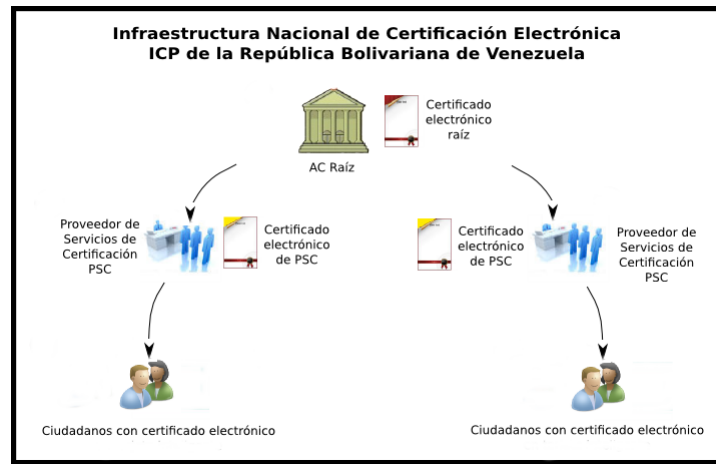 Infraestructura Nacional de Certificación Electrónica
ICP de la República Bolivariana de Venezuela
Certificado
electrónico
raíz
AC Raíz
Proveedor de
Servicios de
Certificación
PSC
Certificado
electrónico
de PSC
Certificado
electrónico
de PSC
Proveedor de
Servicios de
Certificación
PSC
Ciudadanos con certificado electrónico
Ciudadanos con certificado electrónico